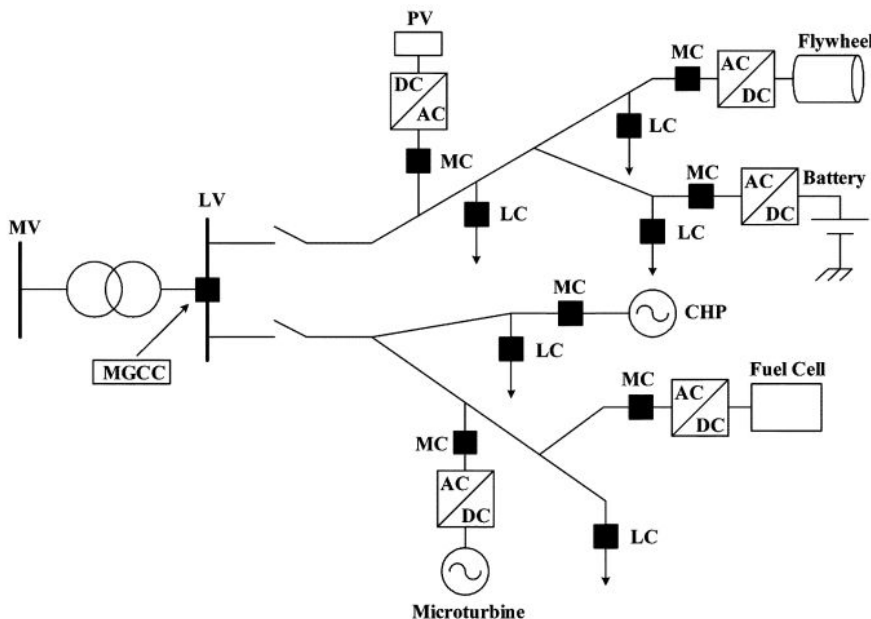 PV
DC
AC
MC
MC
AC
DC
Flywheel
LC
LC
MC
AC
DC
Battery
LC
MV
LV
MGCC
MC
CHP
LC
MC
AC
DC
Fuel Cell
MC
AC
DC
LC
Microturbine